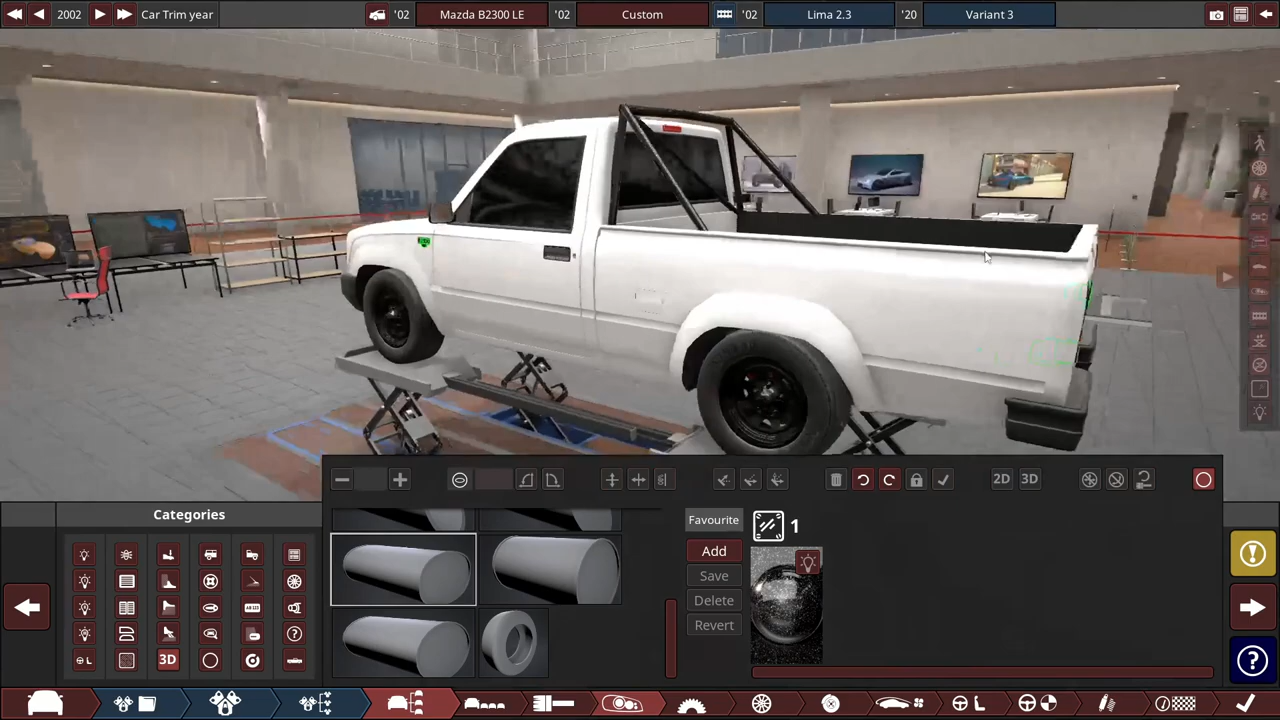 2002 Car Trim year '02 Mazda B2300 LE '02 Custom '02 Lima 2.3 '20 Variant 3
2D 3D
Categories
Favourite 1
Add
Save
Delete
Revert
L
3D
?
?